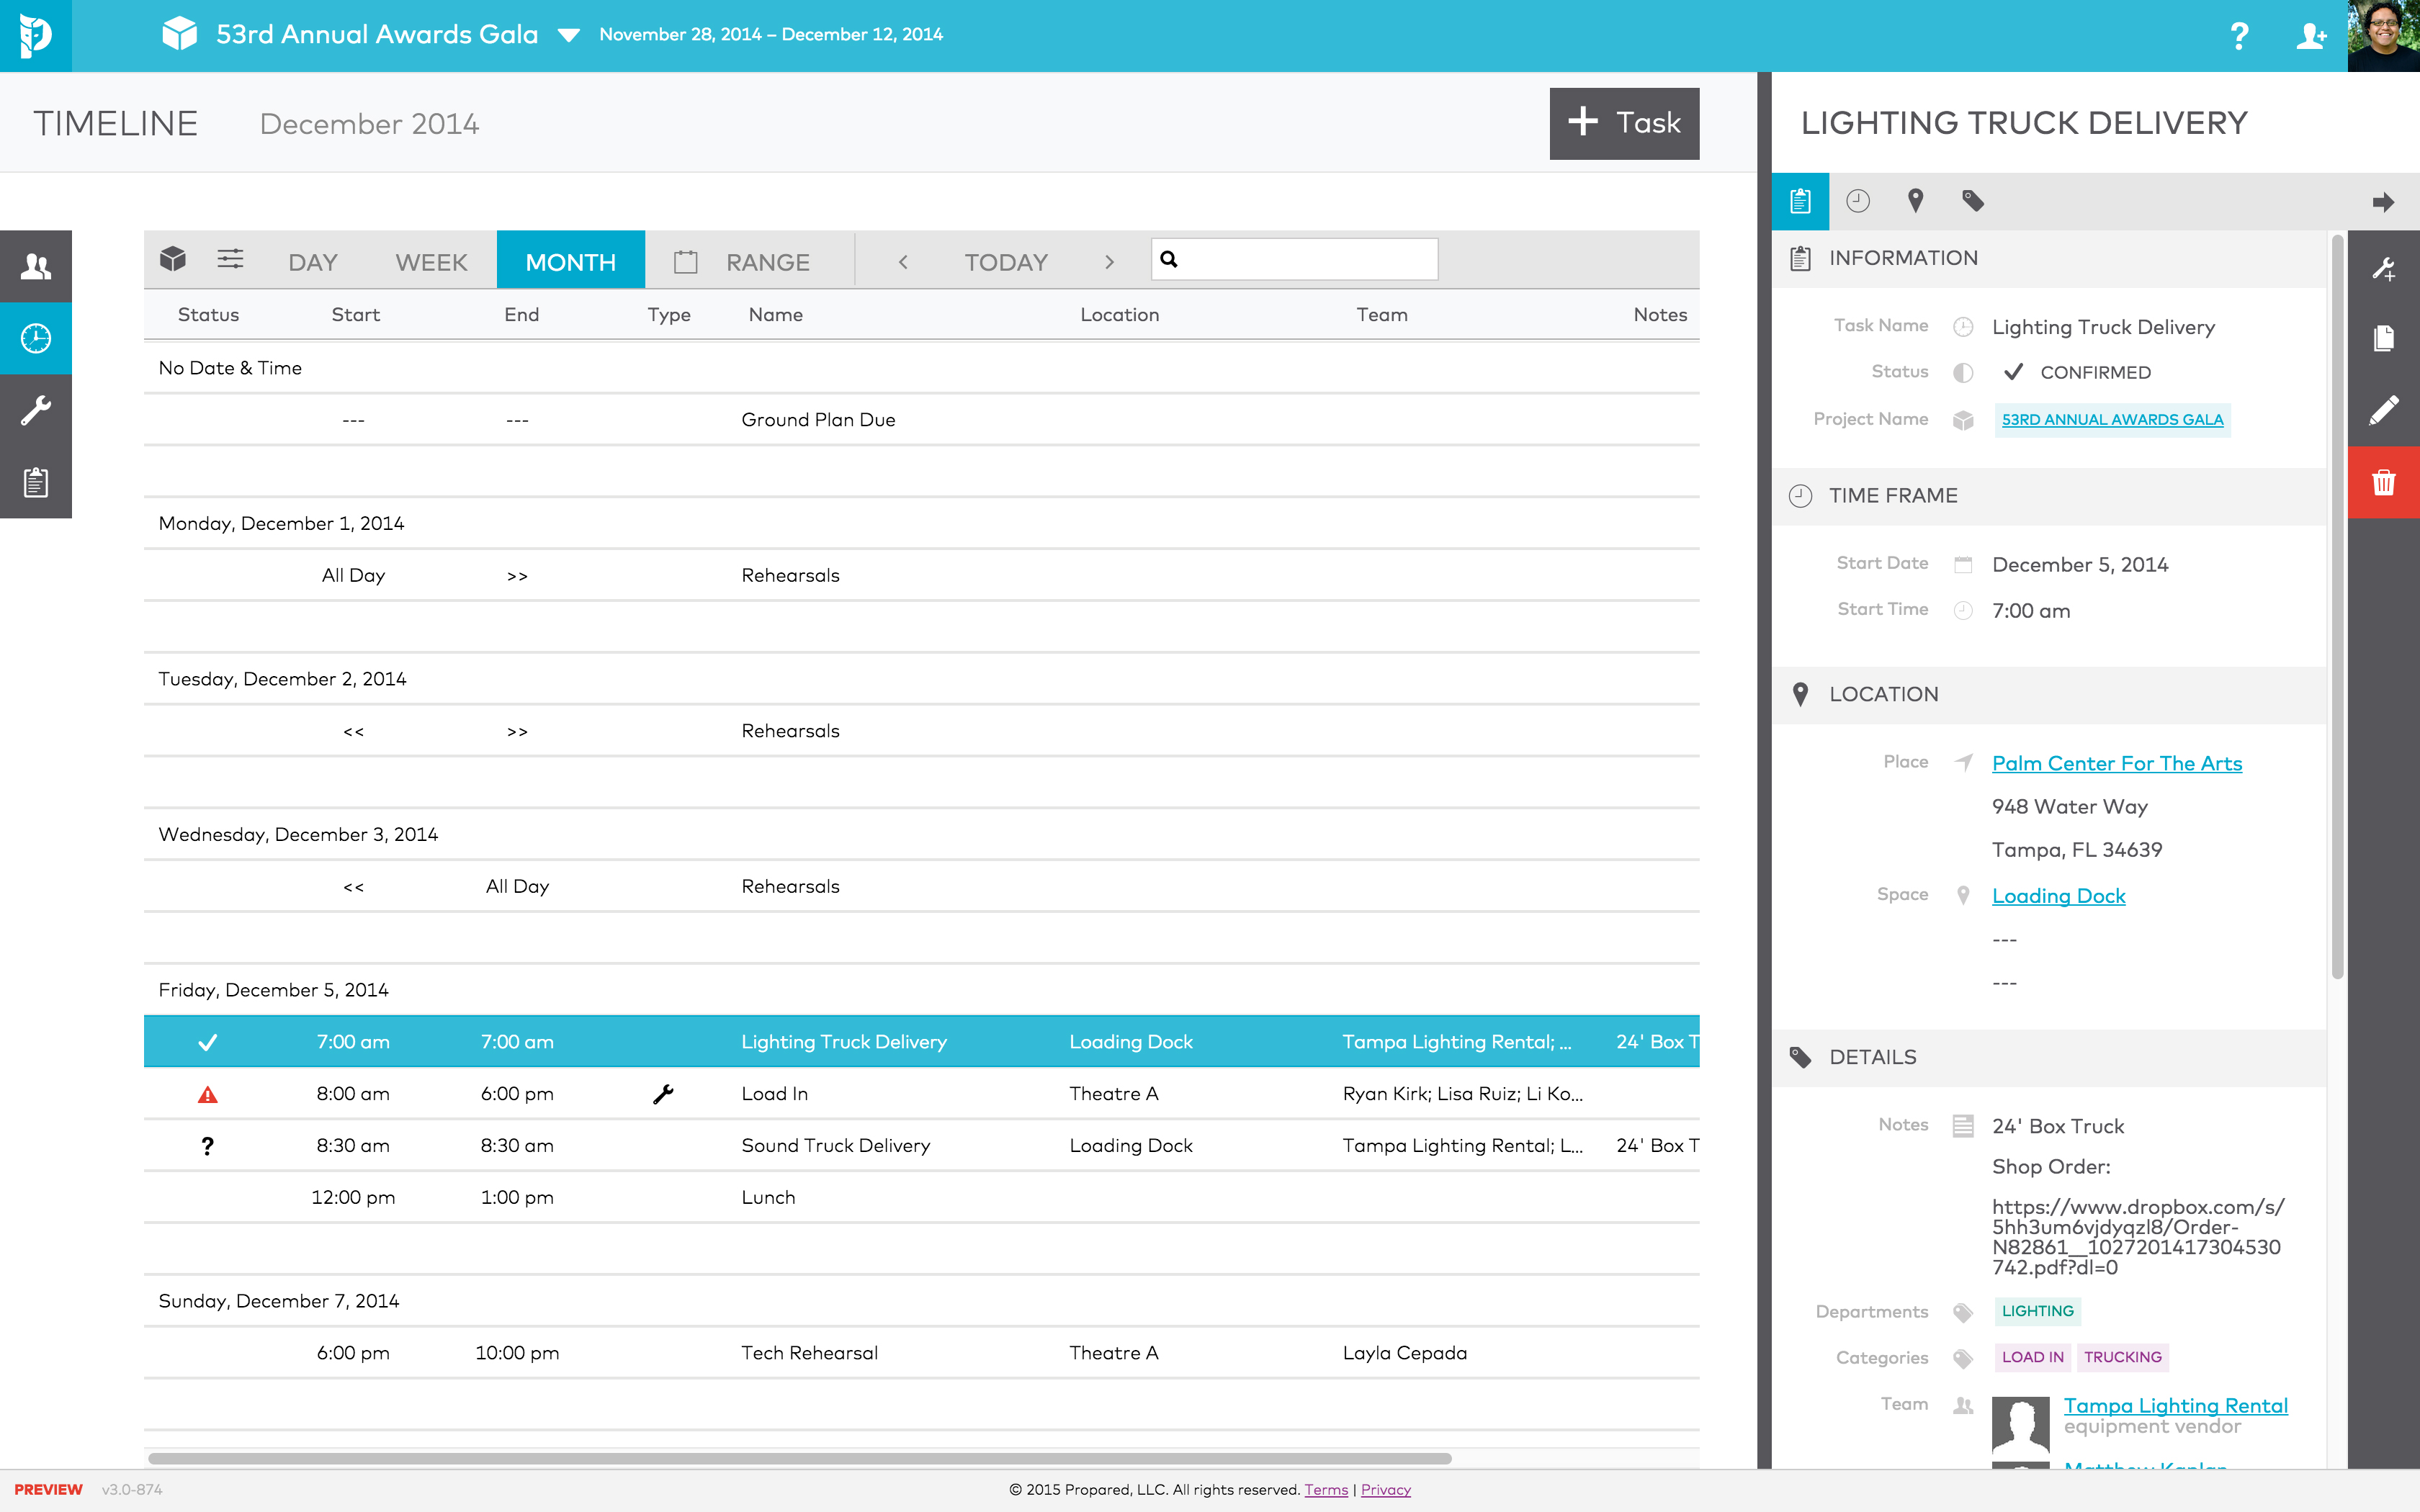 53rd Annual Awards Gala November 28, 2014 – December 12, 2014 ?
TIMELINE December 2014 + Task
DAY WEEK MONTH RANGE < TODAY >
Status Start End Type Name Location Team Notes
No Date & Time
--- --- Ground Plan Due
Monday, December 1, 2014
All Day >> Rehearsals
Tuesday, December 2, 2014
<< >> Rehearsals
Wednesday, December 3, 2014
<< All Day Rehearsals
Friday, December 5, 2014
7:00 am 7:00 am Lighting Truck Delivery Loading Dock Tampa Lighting Rental; ... 24' Box T
8:00 am 6:00 pm Load In Theatre A Ryan Kirk; Lisa Ruiz; Li Ko...
? 8:30 am 8:30 am Sound Truck Delivery Loading Dock Tampa Lighting Rental; L... 24' Box T
12:00 pm 1:00 pm Lunch
Sunday, December 7, 2014
6:00 pm 10:00 pm Tech Rehearsal Theatre A Layla Cepada
LIGHTING TRUCK DELIVERY
INFORMATION
Task Name Lighting Truck Delivery
Status CONFIRMED
Project Name 53RD ANNUAL AWARDS GALA
TIME FRAME
Start Date December 5, 2014
Start Time 7:00 am
LOCATION
Place Palm Center For The Arts
948 Water Way
Tampa, FL 34639
Space Loading Dock
---
---
DETAILS
Notes 24' Box Truck
Shop Order:
https://www.dropbox.com/s/
5hh3um6vjdyqzl8/Order-
N82861__1027201417304530
742.pdf?dl=0
Departments LIGHTING
Categories LOAD IN TRUCKING
Team Tampa Lighting Rental
equipment vendor
PREVIEW v3.0-874 © 2015 Propared, LLC. All rights reserved. Terms | Privacy